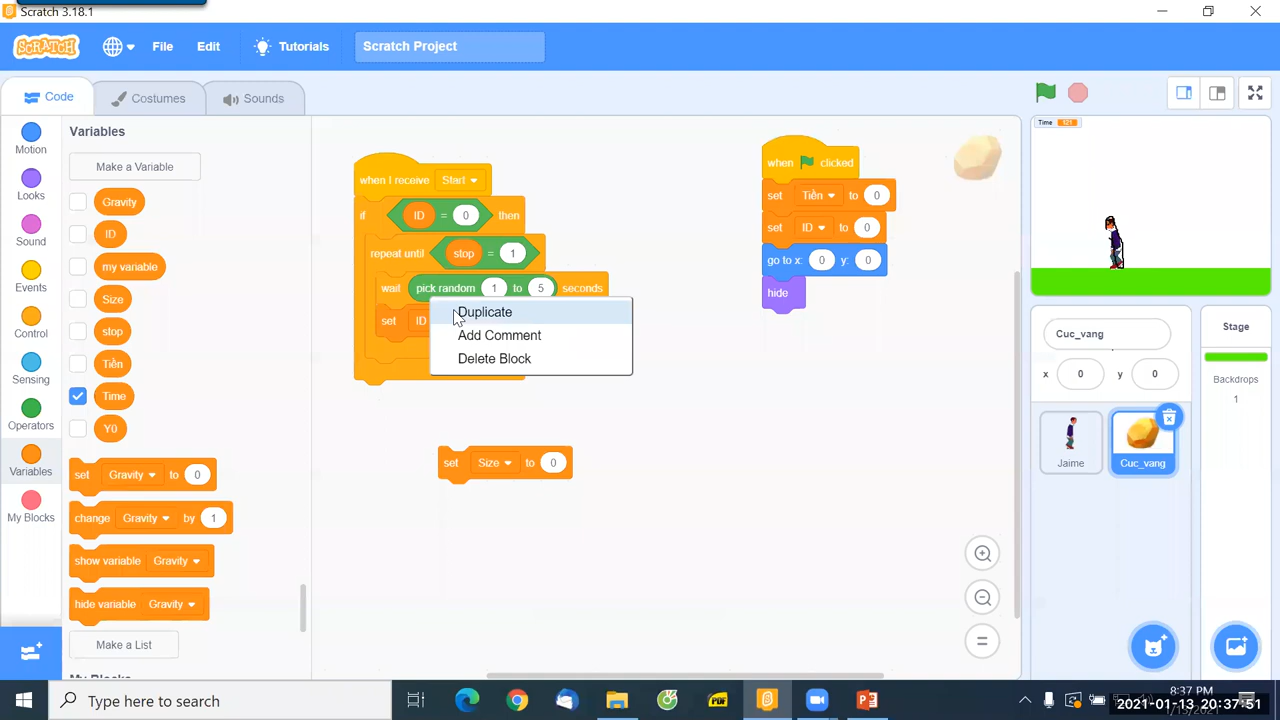 Scratch 3.18.1
SCRATCH
File
Edit
Tutorials
Scratch Project
Code
Costumes
Sounds
Motion
Looks
Sound
Events
Control
Sensing
Operators
Variables
My Blocks
Variables
Make a Variable
Gravity
ID
my variable
Size
stop
Tiền
Time
Y0
set Gravity to 0
change Gravity by 1
show variable Gravity
hide variable Gravity
Make a List
when I receive Start
if ID = 0 then
repeat until stop = 1
wait pick random 1 to 5 seconds
set ID
Duplicate
Add Comment
Delete Block
set Size to 0
when clicked
set Tiền to 0
set ID to 0
go to x: 0 y: 0
hide
Time 121
Cuc_vang
x 0 y 0
Jaime
Cuc_vang
Stage
Backdrops
1
Type here to search
PDF
8:37 PM
2021-01-13 20:37:51